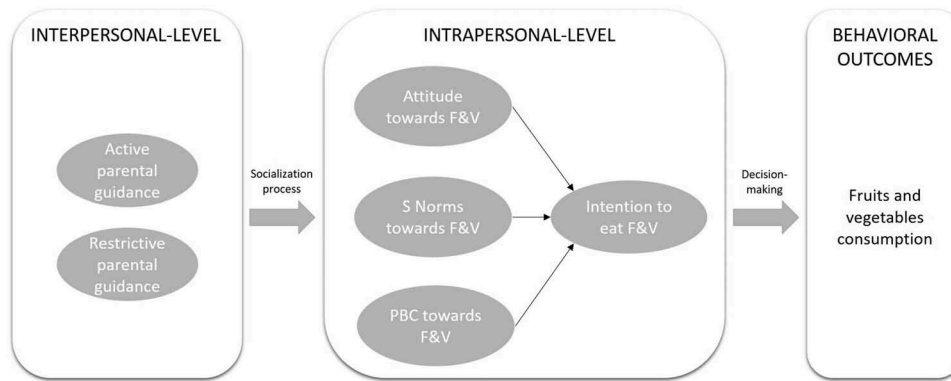 INTERPERSONAL-LEVEL
Active
parental
guidance
Restrictive
parental
guidance
Socialization
process
INTRAPERSONAL-LEVEL
Attitude
towards F&V
S Norms
towards F&V
PBC towards
F&V
Intention to
eat F&V
Decision-
making
BEHAVIORAL
OUTCOMES
Fruits and
vegetables
consumption